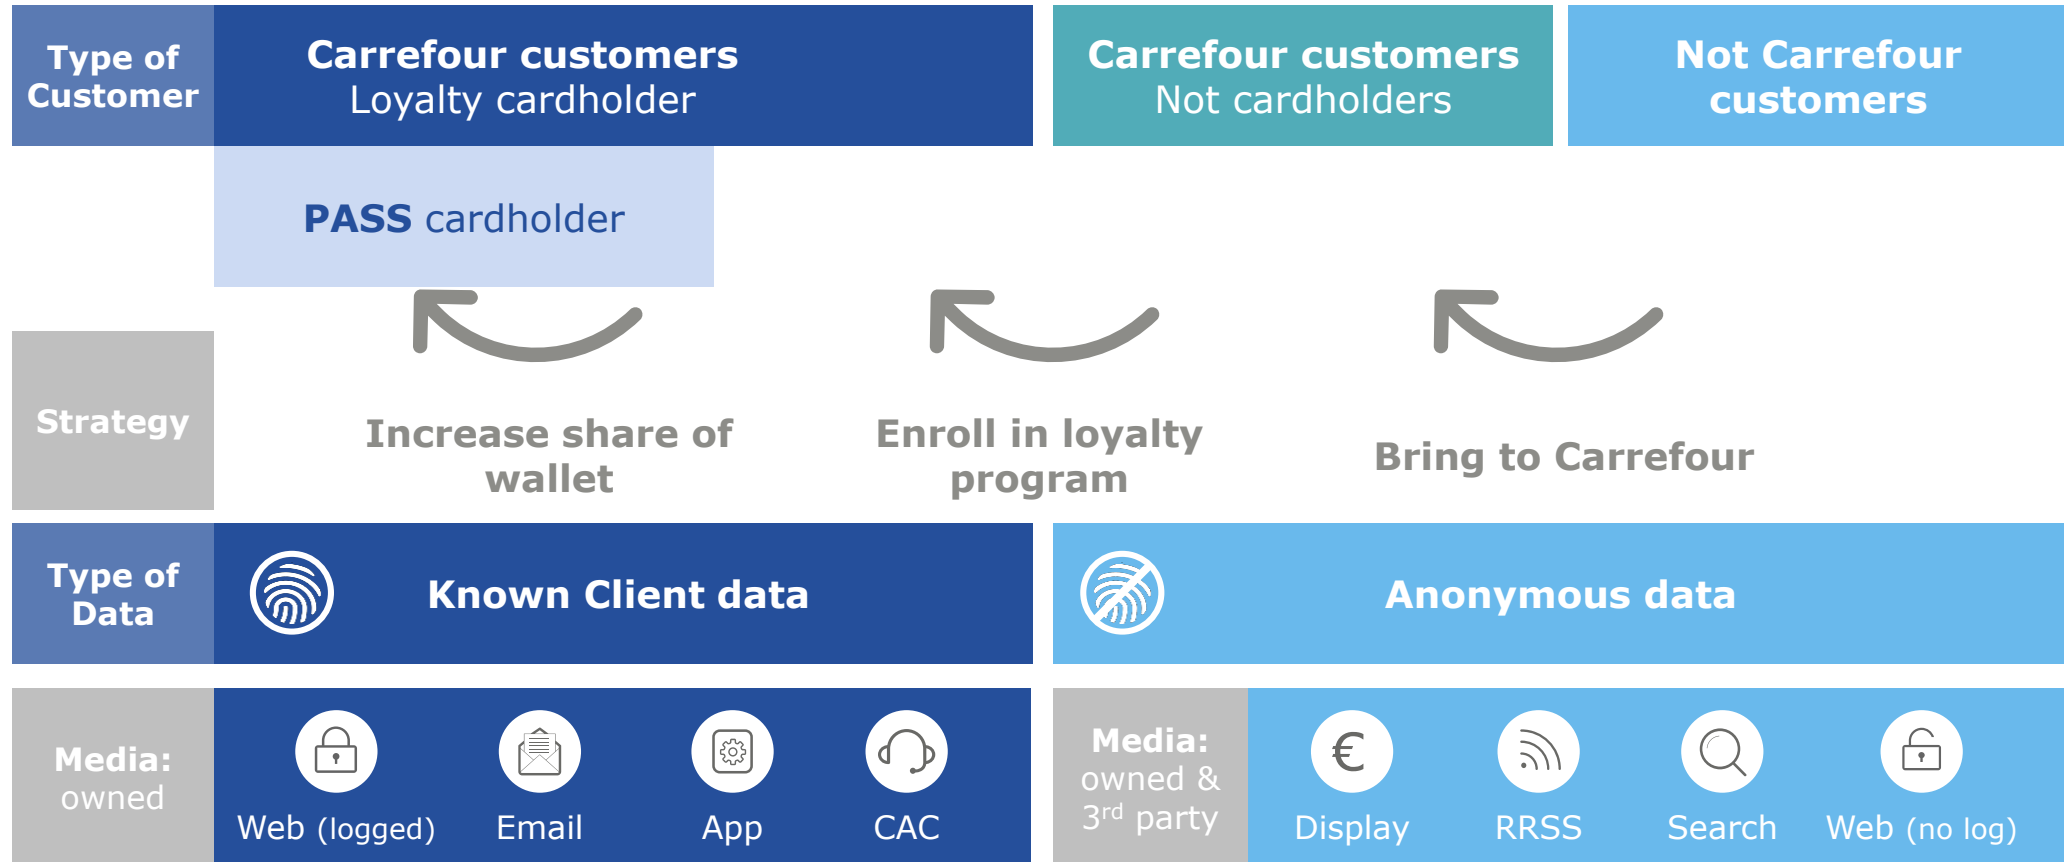 Type of
Customer
Carrefour customers
Loyalty cardholder
Carrefour customers
Not cardholders
Not Carrefour
customers
PASS cardholder
Strategy
Increase share of
wallet
Enroll in loyalty
program
Bring to Carrefour
Type of
Data
Known Client data
Anonymous data
Media:
owned
Web (logged)
Email
App
CAC
Media:
owned &
3rd party
€
Display
RRSS
Search
Web (no log)